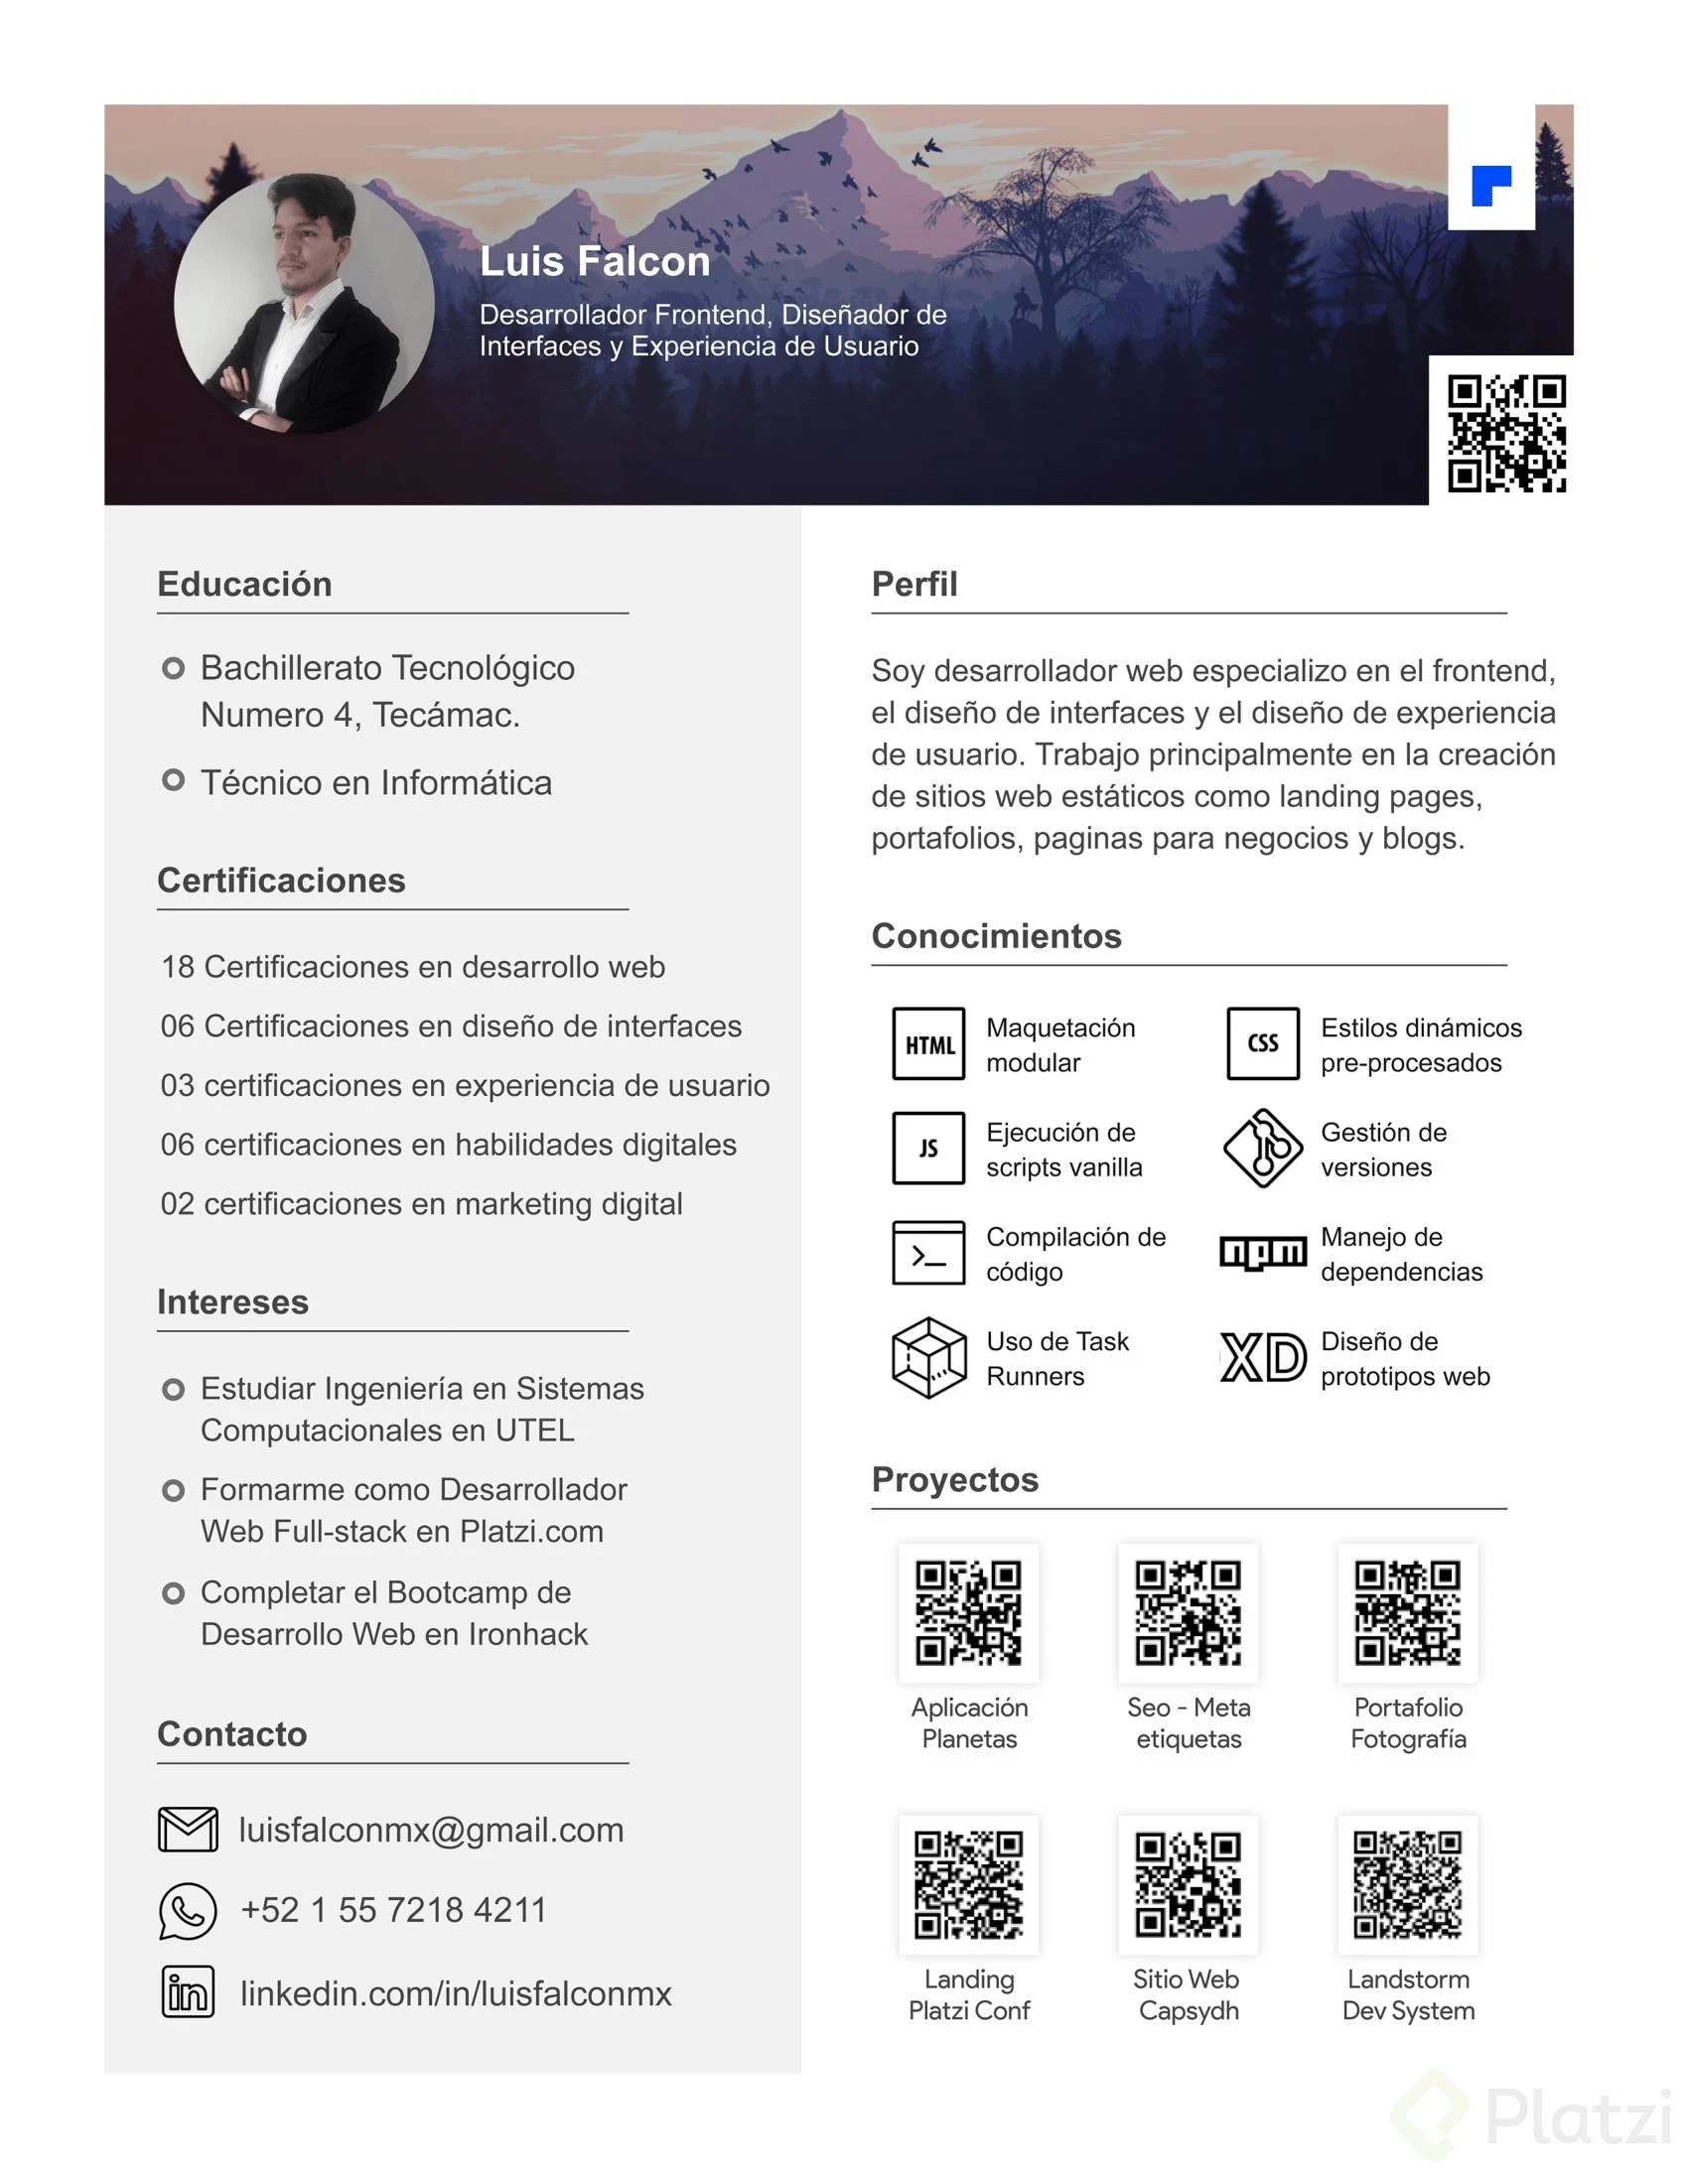 Luis Falcon
Desarrollador Frontend, Diseñador de
Interfaces y Experiencia de Usuario
Educación
Bachillerato Tecnológico
Numero 4, Tecámac.
Técnico en Informática
Certificaciones
18 Certificaciones en desarrollo web
06 Certificaciones en diseño de interfaces
03 certificaciones en experiencia de usuario
06 certificaciones en habilidades digitales
02 certificaciones en marketing digital
Intereses
Estudiar Ingeniería en Sistemas
Computacionales en UTEL
Formarme como Desarrollador
Web Full-stack en Platzi.com
Completar el Bootcamp de
Desarrollo Web en Ironhack
Contacto
luisfalconmx@gmail.com
+52 1 55 7218 4211
in linkedin.com/in/luisfalconmx
Perfil
Soy desarrollador web especializo en el frontend,
el diseño de interfaces y el diseño de experiencia
de usuario. Trabajo principalmente en la creación
de sitios web estáticos como landing pages,
portafolios, paginas para negocios y blogs.
Conocimientos
HTML
Maquetación
modular
CSS
Estilos dinámicos
pre-procesados
JS
Ejecución de
scripts vanilla
Gestión de
versiones
Compilación de
código
npm
Manejo de
dependencias
Uso de Task
Runners
XD
Diseño de
prototipos web
Proyectos
Aplicación
Planetas
Seo - Meta
etiquetas
Portafolio
Fotografía
Landing
Platzi Conf
Sitio Web
Capsydh
Landstorm
Dev System
Platzi